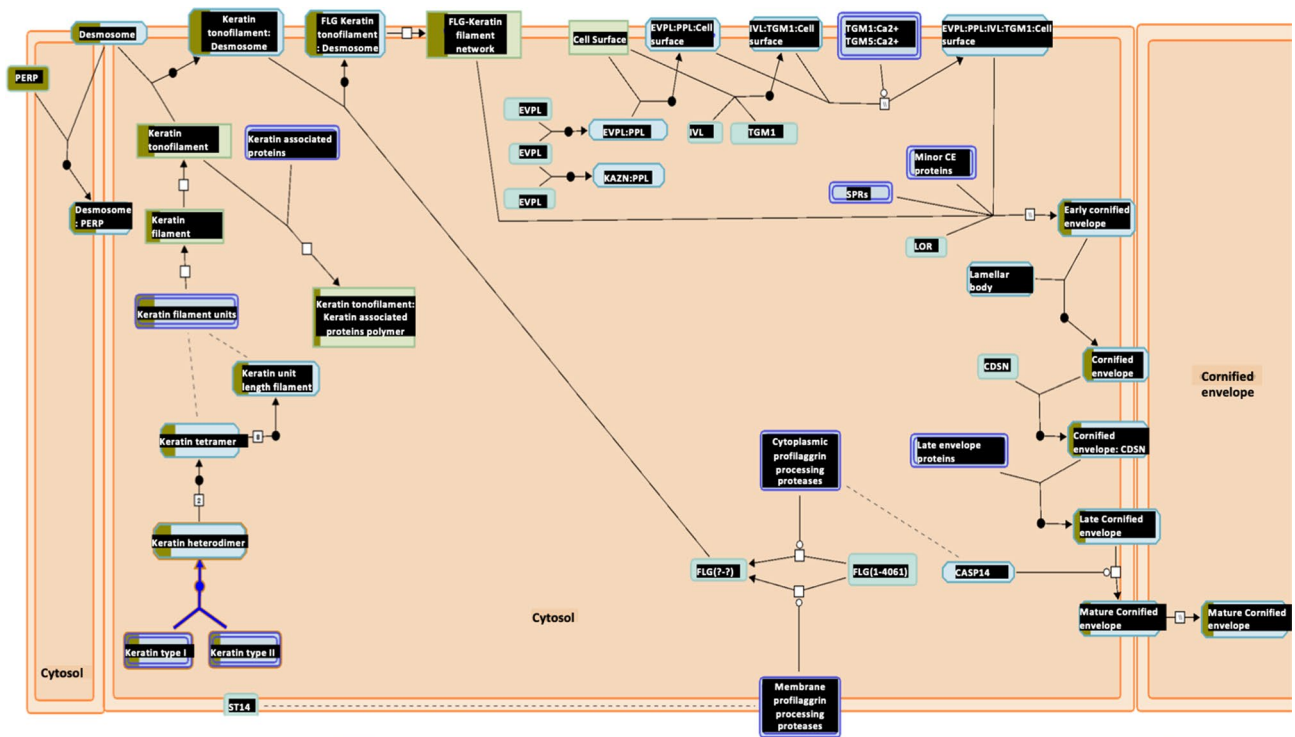 Desmosome
Keratin
tonofilament:
Desmosome
FLG Keratin
tonofilament
: Desmosome
FLG-Keratin
filament
network
Cell Surface
EVPL:PPL:Cell
surface
IVL:TGM1:Cell
surface
TGM1:Ca2+
TGM5:Ca2+
EVPL:PPL:IVL:TGM1:Cell
surface
PERP
EVPL
EVPL:PPL
IVL
TGM1
Keratin
tonofilament
Keratin associated
proteins
EVPL
KAZN:PPL
EVPL
Minor CE
proteins
SPRs
Desmosome
: PERP
Keratin
filament
Early cornified
envelope
LOR
Lamellar
body
Keratin filament units
Keratin tonofilament:
Keratin associated
proteins polymer
Keratin unit
length filament
CDSN
Cornified
envelope
Cornified
envelope
Keratin tetramer
Cytoplasmic
profilaggrin
processing
proteases
Late envelope
proteins
Cornified
envelope: CDSN
Keratin heterodimer
Late Cornified
envelope
FLG(?-?)
FLG(1-4061)
CASP14
Cytosol
Mature Cornified
envelope
Mature Cornified
envelope
Keratin type I
Keratin type II
Cytosol
ST14
Membrane
profilaggrin
processing
proteases